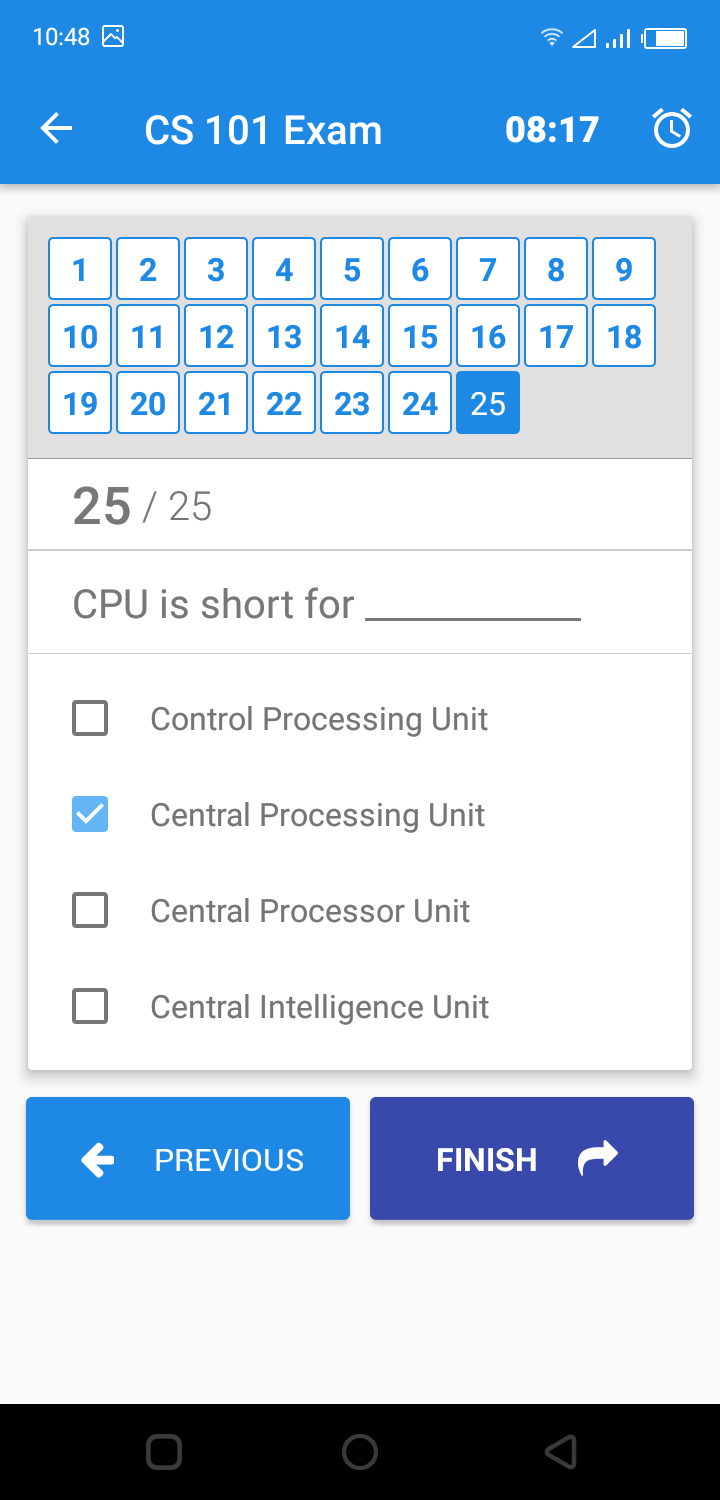 10:48
CS 101 Exam 08:17
1 2 3 4 5 6 7 8 9
10 11 12 13 14 15 16 17 18
19 20 21 22 23 24 25
25 / 25
CPU is short for ____________
Control Processing Unit
Central Processing Unit
Central Processor Unit
Central Intelligence Unit
PREVIOUS FINISH